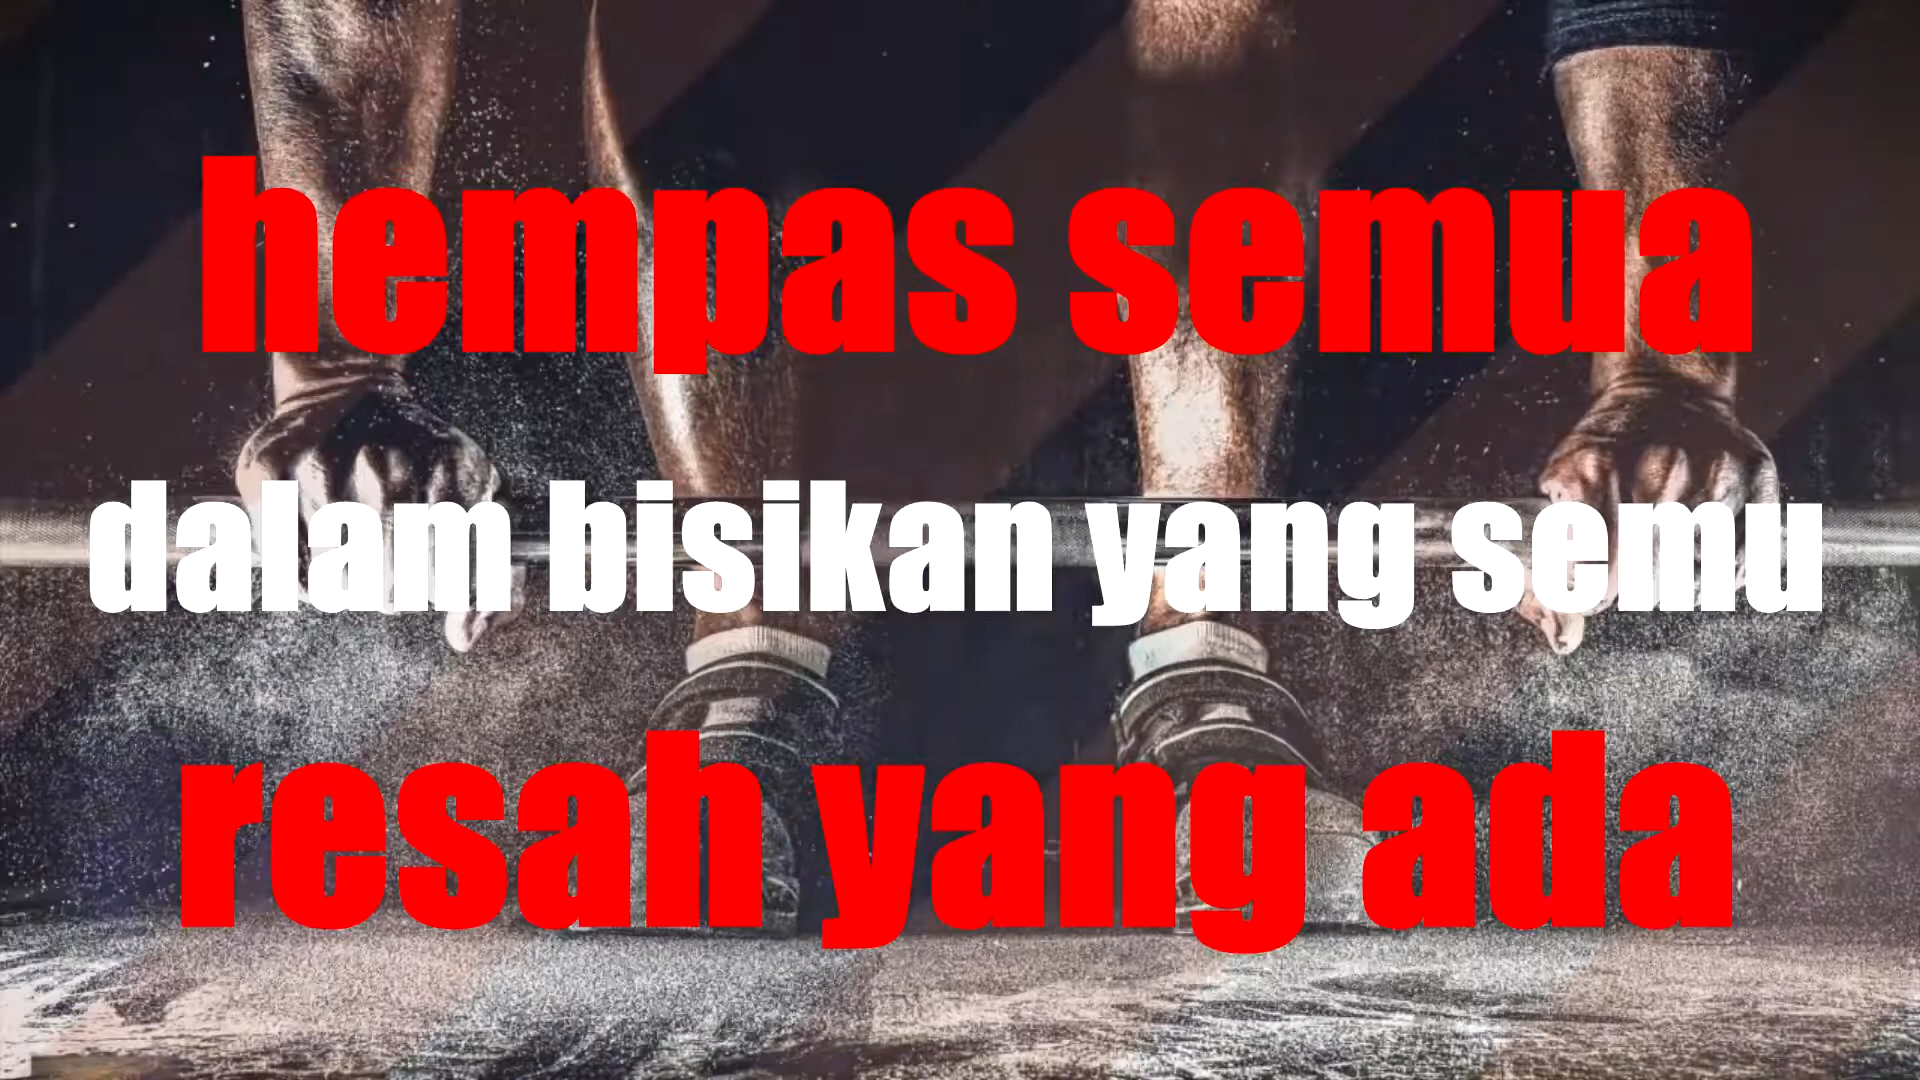 hempas semua
dalam bisikan yang semu
resah yang ada